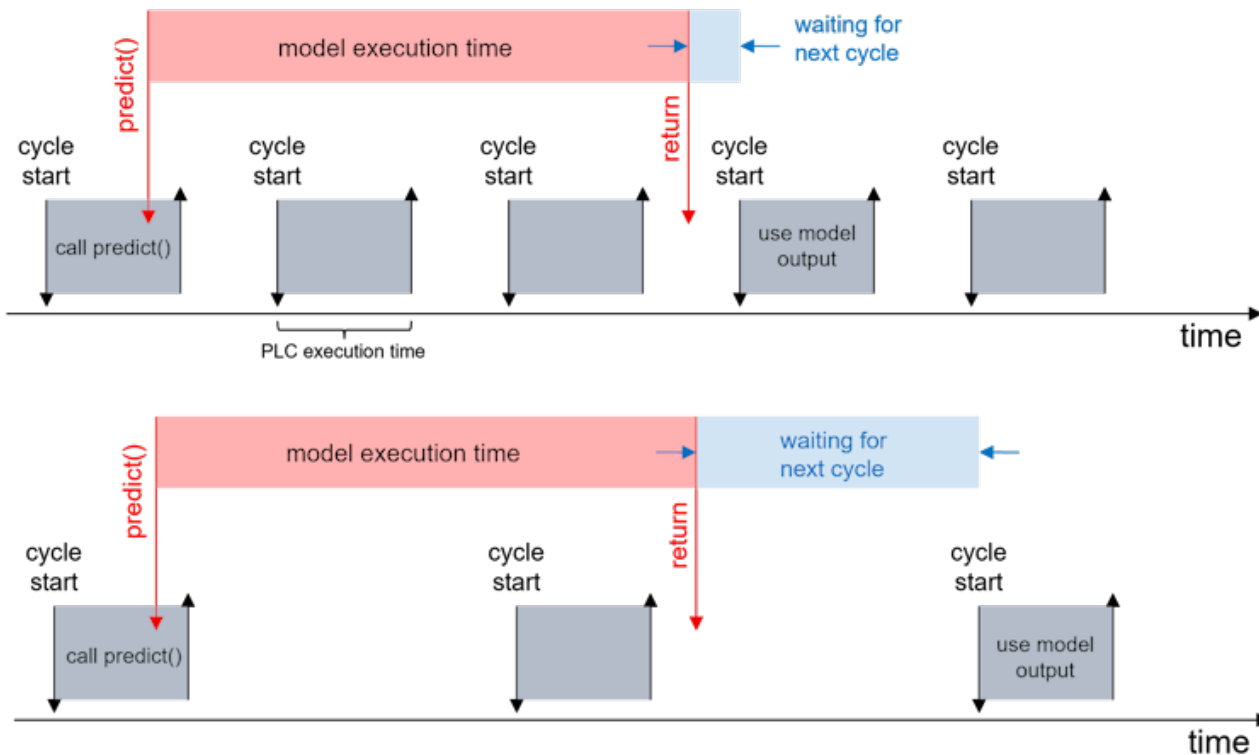 model execution time
waiting for
next cycle
predict()
return
cycle
start
cycle
start
cycle
start
cycle
start
cycle
start
call predict()
use model
output
PLC execution time
time
model execution time
waiting for
next cycle
predict()
return
cycle
start
cycle
start
cycle
start
call predict()
use model
output
time